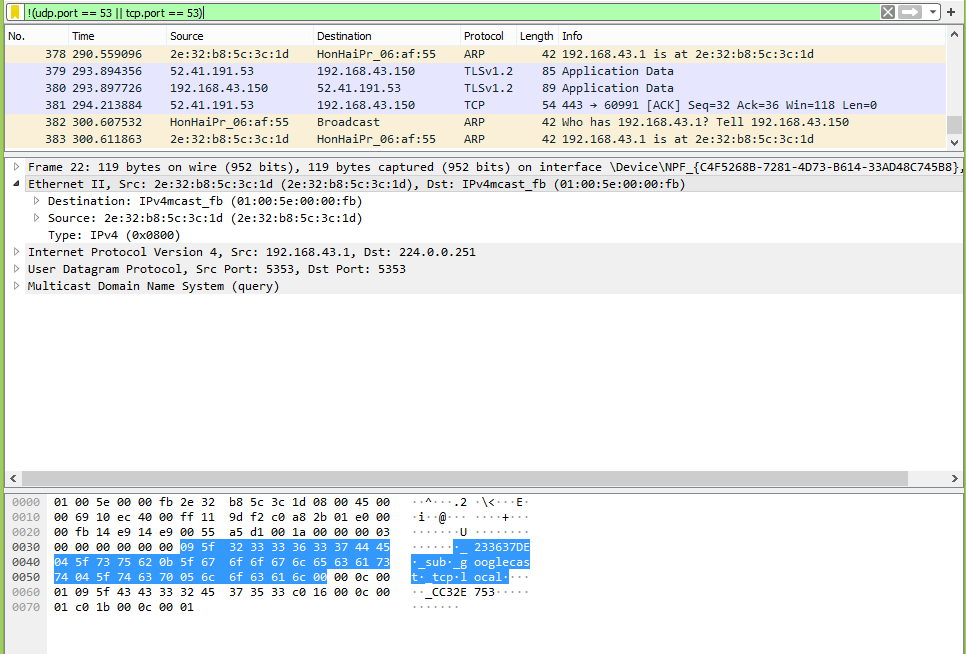 !(udp.port == 53 || tcp.port == 53)
No. Time Source Destination Protocol Length Info
378 290.559096 2e:32:b8:5c:3c:1d HonHaiPr_06:af:55 ARP 42 192.168.43.1 is at 2e:32:b8:5c:3c:1d
379 293.894356 52.41.191.53 192.168.43.150 TLSv1.2 85 Application Data
380 293.897726 192.168.43.150 52.41.191.53 TLSv1.2 89 Application Data
381 294.213884 52.41.191.53 192.168.43.150 TCP 54 443 → 60991 [ACK] Seq=32 Ack=36 Win=118 Len=0
382 300.607532 HonHaiPr_06:af:55 Broadcast ARP 42 Who has 192.168.43.1? Tell 192.168.43.150
383 300.611863 2e:32:b8:5c:3c:1d HonHaiPr_06:af:55 ARP 42 192.168.43.1 is at 2e:32:b8:5c:3c:1d
Frame 22: 119 bytes on wire (952 bits), 119 bytes captured (952 bits) on interface \Device\NPF_{C4F5268B-7281-4D73-B614-33AD48C745B8},
Ethernet II, Src: 2e:32:b8:5c:3c:1d (2e:32:b8:5c:3c:1d), Dst: IPv4mcast_fb (01:00:5e:00:00:fb)
Destination: IPv4mcast_fb (01:00:5e:00:00:fb)
Source: 2e:32:b8:5c:3c:1d (2e:32:b8:5c:3c:1d)
Type: IPv4 (0x0800)
Internet Protocol Version 4, Src: 192.168.43.1, Dst: 224.0.0.251
User Datagram Protocol, Src Port: 5353, Dst Port: 5353
Multicast Domain Name System (query)
0000 01 00 5e 00 00 fb 2e 32 b8 5c 3c 1d 08 00 45 00 ··^···.2 ·\<···E·
0010 00 69 10 ec 40 00 ff 11 9d f2 c0 a8 2b 01 e0 00 ·i··@··· ····+···
0020 00 fb 14 e9 14 e9 00 55 a5 d1 00 1a 00 00 00 03 ·······U ········
0030 00 00 00 00 00 00 09 5f 32 33 33 36 33 37 44 45 ·······_ 233637DE
0040 04 5f 73 75 62 0b 5f 67 6f 6f 67 6c 65 63 61 73 ·_sub·_g ooglecas
0050 74 04 5f 74 63 70 05 6c 6f 63 61 6c 00 00 0c 00 t·_tcp·l ocal····
0060 01 09 5f 43 43 33 32 45 37 35 33 c0 16 00 0c 00 ··_CC32E 753·····
0070 01 c0 1b 00 0c 00 01 ·······